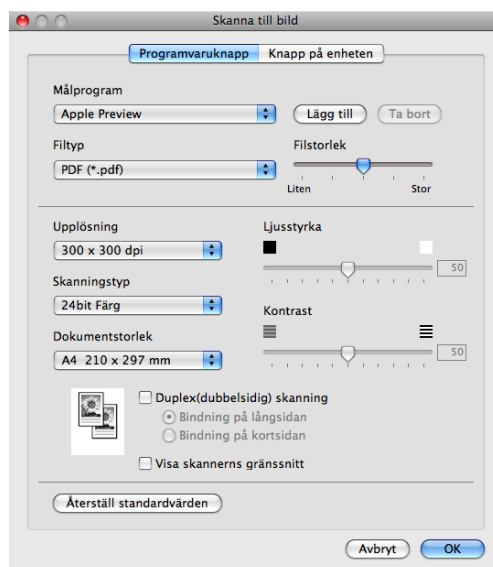 Skanna till bild
Programvaruknapp Knapp på enheten
Målprogram
Apple Preview Lägg till Ta bort
Filtyp Filstorlek
PDF (*.pdf)
Liten Stor
Upplösning Ljusstyrka
300 x 300 dpi
50
Skanningstyp
24bit Färg
Kontrast
Dokumentstorlek
A4 210 x 297 mm 50
Duplex(dubbelsidig) skanning
Bindning på långsidan
Bindning på kortsidan
Visa skannerns gränssnitt
Återställ standardvärden
Avbryt OK